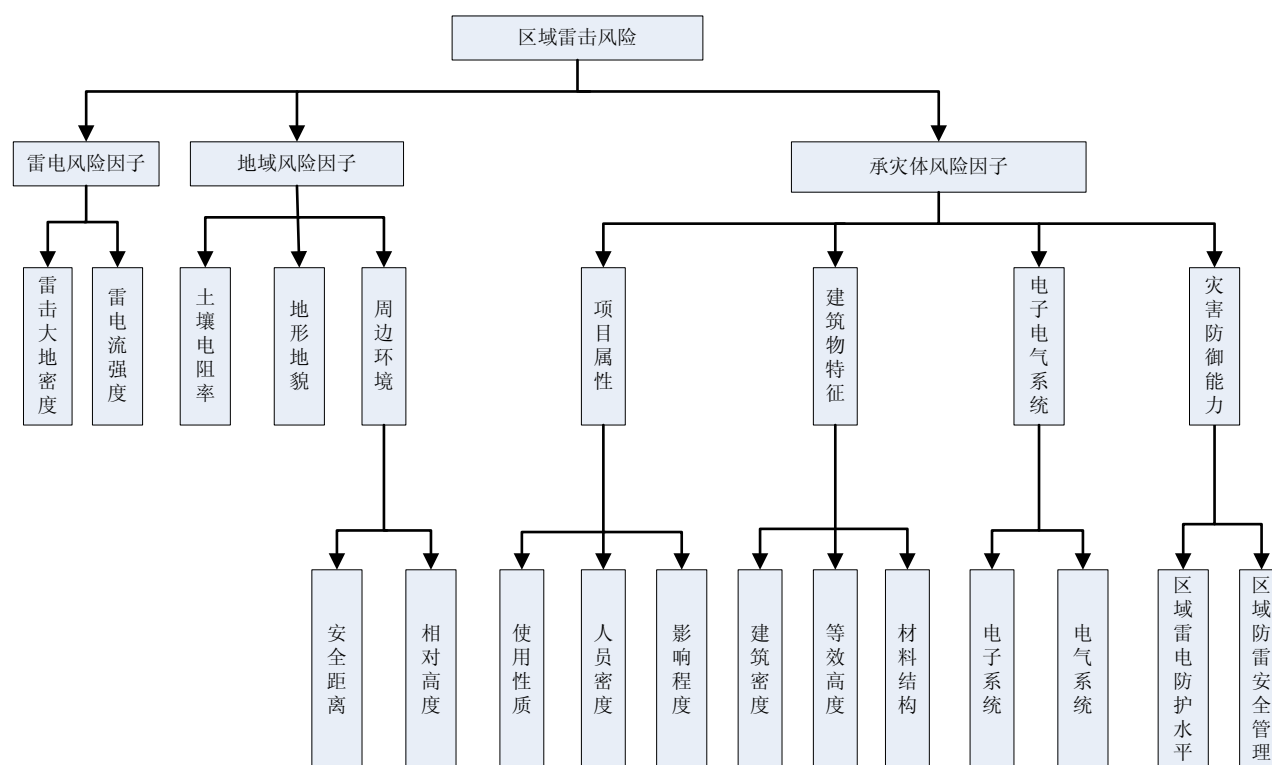 区域雷击风险
雷电风险因子
地域风险因子
承灾体风险因子
雷击大地密度
雷电流强度
土壤电阻率
地形地貌
周边环境
项目属性
建筑物特征
电子电气系统
灾害防御能力
安全距离
相对高度
使用性质
人员密度
影响程度
建筑密度
等效高度
材料结构
电子系统
电气系统
区域雷电防护水平
区域防雷安全管理